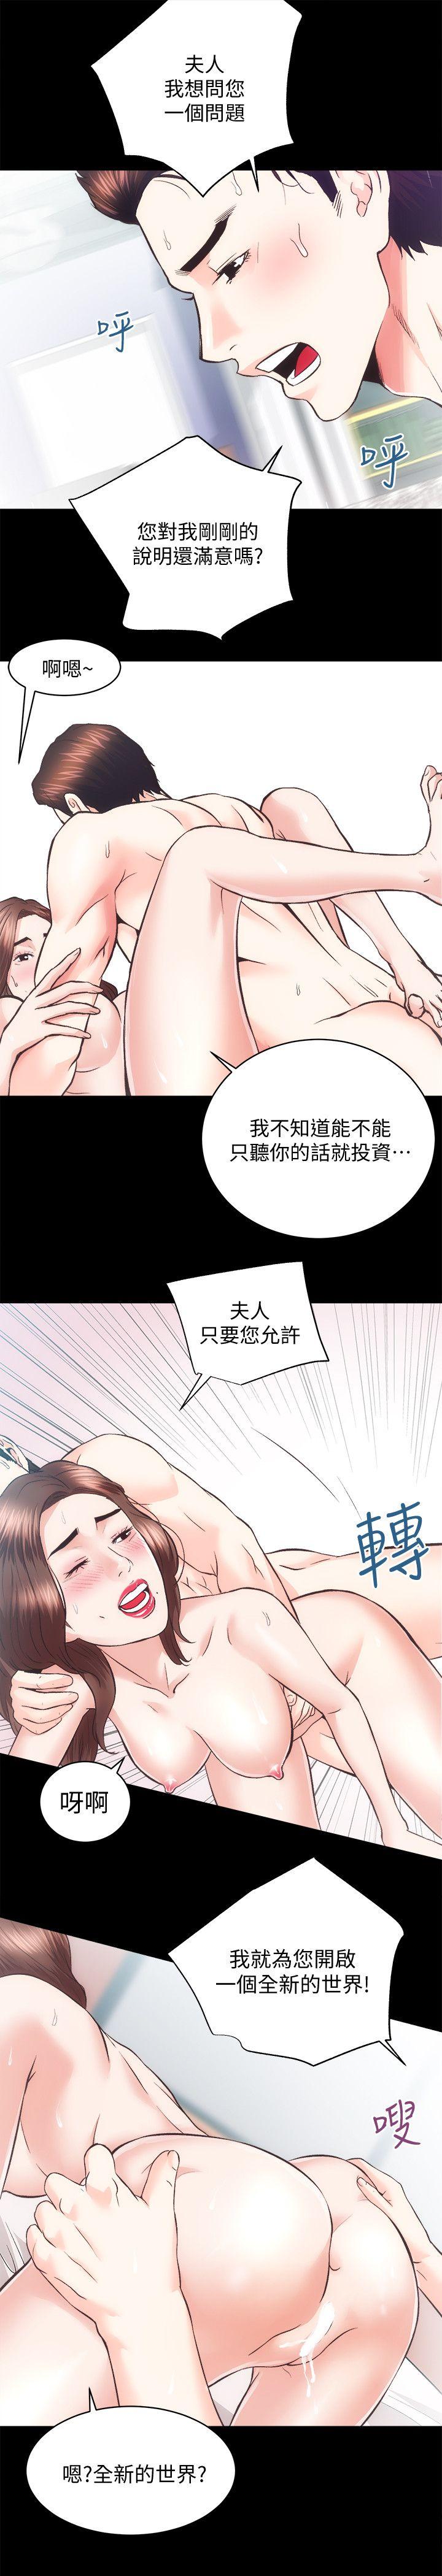 夫人
我想問您
一個問題
呼
呼
您對我剛剛的
說明還滿意嗎?
啊嗯~
我不知道能不能
只聽你的話就投資…
夫人
只要您允許
轉
呀啊
我就為您開啟
一個全新的世界!
嗖
嗯?全新的世界?